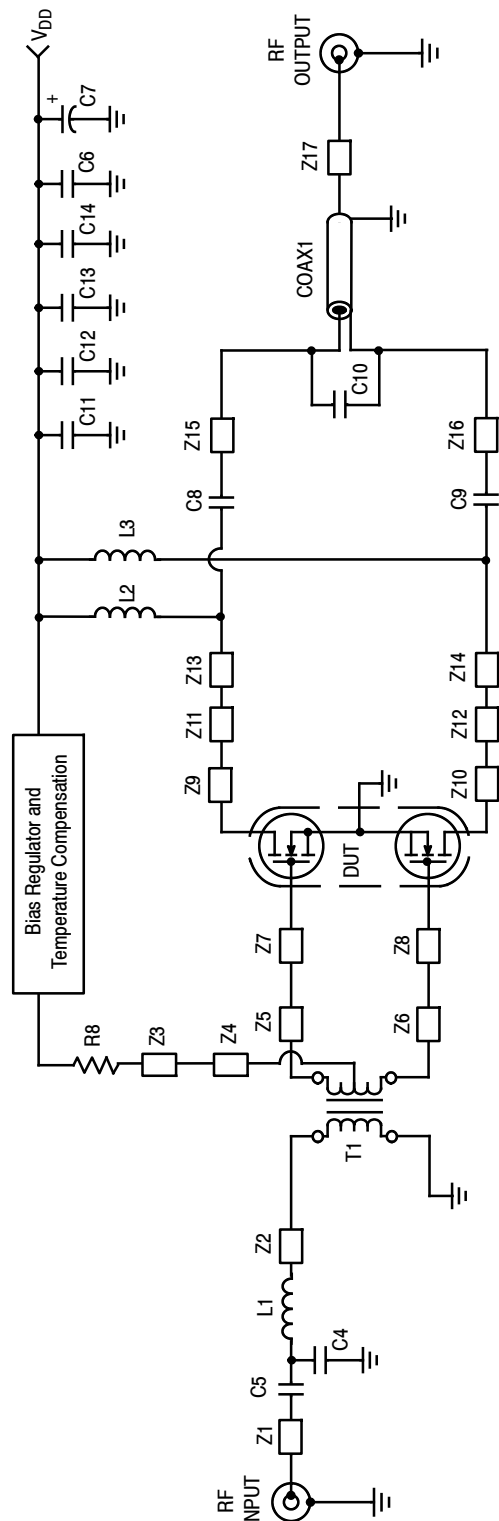 Bias Regulator and
Temperature Compensation
V_DD
C11
C12
C13
C14
C6
+
C7
R8
Z3
Z4
L2
L3
RF
NPUT
Z1
C5
C4
L1
Z2
T1
Z5
Z7
Z6
Z8
DUT
Z9
Z11
Z13
Z10
Z12
Z14
C8
Z15
C9
Z16
C10
COAX1
Z17
RF
OUTPUT